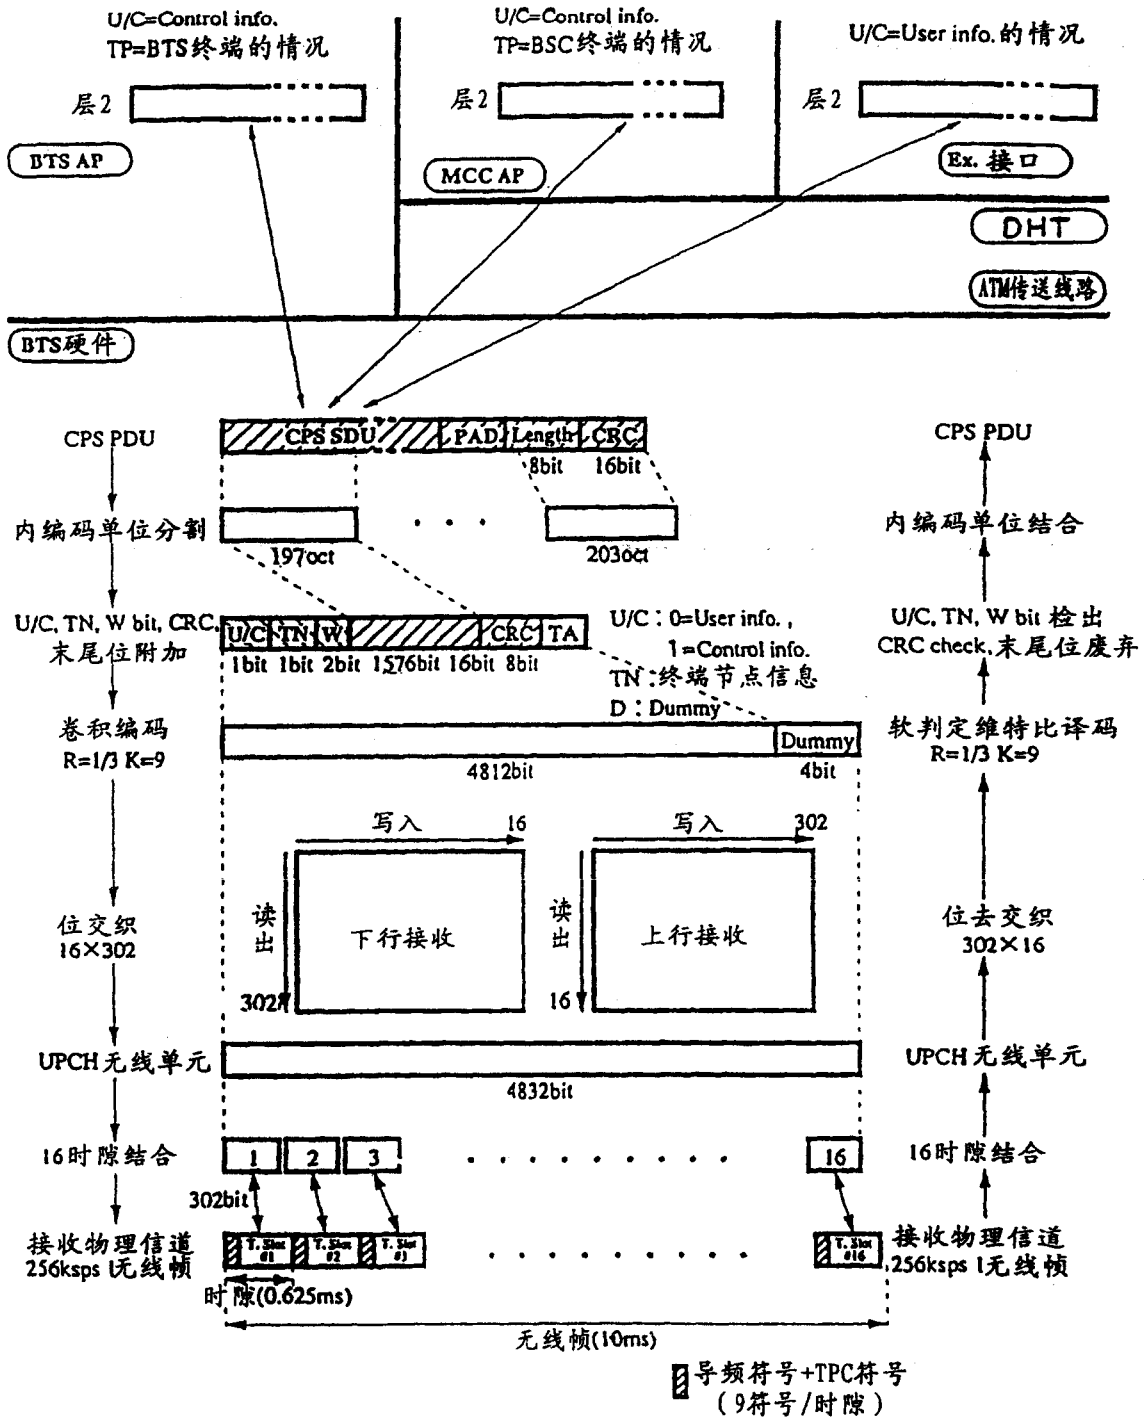 U/C=Control info.
TP=BTS终端的情况
U/C=Control info.
TP=BSC终端的情况
U/C=User info.的情况
层2
层2
层2
BTS AP
MCC AP
Ex. 接口
DHT
ATM传送线路
BTS硬件
CPS PDU
CPS SDU
PAD
Length
CRC
CPS PDU
8bit
16bit
内编码单位分割
内编码单位结合
197oct
203oct
U/C, TN, W bit, CRC,
末尾位附加
U/C
TN
W
CRC
TA
1bit
1bit
2bit
1576bit
16bit
8bit
U/C：0=User info.,
1=Control info.
TN：终端节点信息
D：Dummy
U/C, TN, W bit 检出
CRC check,末尾位废弃
卷积编码
R=1/3 K=9
Dummy
4812bit
4bit
软判定维特比译码
R=1/3 K=9
写入
16
写入
302
读出
下行接收
302
读出
上行接收
16
位交织
16×302
位去交织
302×16
UPCH无线单元
4832bit
UPCH无线单元
16时隙结合
1
2
3
16
16时隙结合
302bit
接收物理信道
256ksps 1无线帧
T. Slot
#1
T. Slot
#2
T. Slot
#3
T. Slot
#16
接收物理信道
256ksps 1无线帧
时隙(0.625ms)
无线帧(10ms)
导频符号+TPC符号
(9符号/时隙)